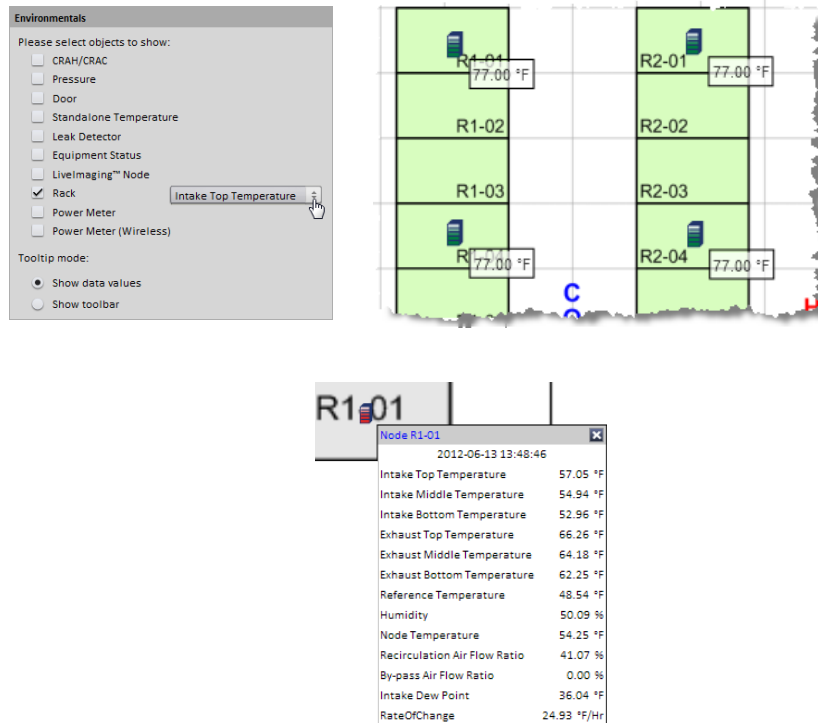 Environmentals
Please select objects to show:
CRAH/CRAC
Pressure
Door
Standalone Temperature
Leak Detector
Equipment Status
LiveImaging™ Node
Rack Intake Top Temperature
Power Meter
Power Meter (Wireless)
Tooltip mode:
Show data values
Show toolbar
R1-01
77.00 °F
R1-02
R1-03
R1-04
77.00 °F
C
O
R2-01
77.00 °F
R2-02
R2-03
R2-04
77.00 °F
H
R1-01
Node R1-01
2012-06-13 13:48:46
Intake Top Temperature 57.05 °F
Intake Middle Temperature 54.94 °F
Intake Bottom Temperature 52.96 °F
Exhaust Top Temperature 66.26 °F
Exhaust Middle Temperature 64.18 °F
Exhaust Bottom Temperature 62.25 °F
Reference Temperature 48.54 °F
Humidity 50.09 %
Node Temperature 54.25 °F
Recirculation Air Flow Ratio 41.07 %
By-pass Air Flow Ratio 0.00 %
Intake Dew Point 36.04 °F
RateOfChange 24.93 °F/Hr